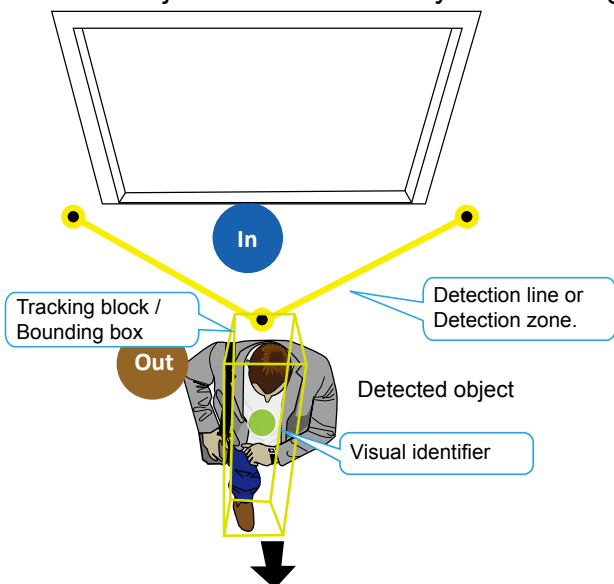 In
Tracking block /
Bounding box
Detection line or
Detection zone.
Out
Detected object
Visual identifier